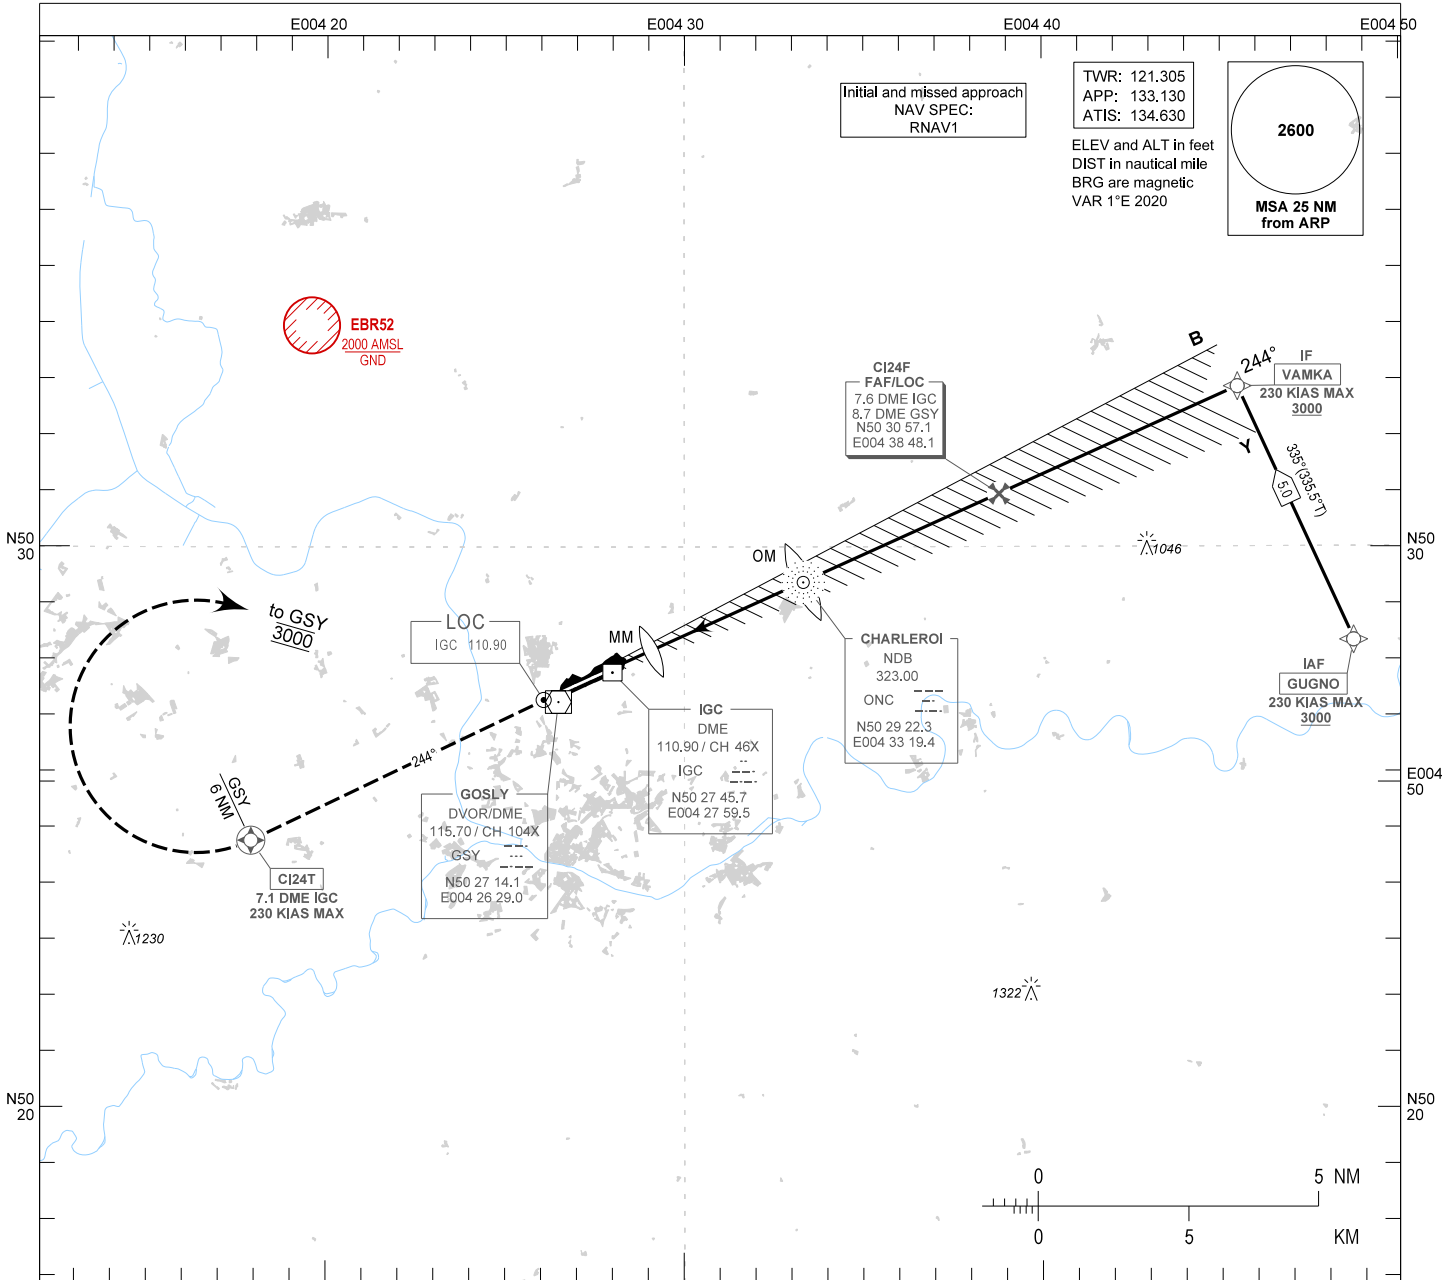 E004 20
E004 30
E004 40
E004 50
Initial and missed approach
NAV SPEC:
RNAV1
TWR: 121.305
APP: 133.130
ATIS: 134.630
ELEV and ALT in feet
DIST in nautical mile
BRG are magnetic
VAR 1°E 2020
2600
MSA 25 NM
from ARP
EBR52
2000 AMSL
GND
B
244°
IF
VAMKA
230 KIAS MAX
3000
CI24F
FAF/LOC
7.6 DME IGC
8.7 DME GSY
N50 30 57.1
E004 38 48.1
Y
335°(335.5°T)
5.0
N50
30
N50
30
1046
OM
to GSY
3000
LOC
IGC 110.90
MM
CHARLEROI
NDB
323.00
ONC
N50 29 22.3
E004 33 19.4
IAF
GUGNO
230 KIAS MAX
3000
IGC
DME
110.90 / CH 46X
IGC
N50 27 45.7
E004 27 59.5
244°
GSY
6 NM
GOSLY
DVOR/DME
115.70 / CH 104X
GSY
N50 27 14.1
E004 26 29.0
E004
50
CI24T
7.1 DME IGC
230 KIAS MAX
1230
1322
N50
20
N50
20
0
5 NM
0
5
KM